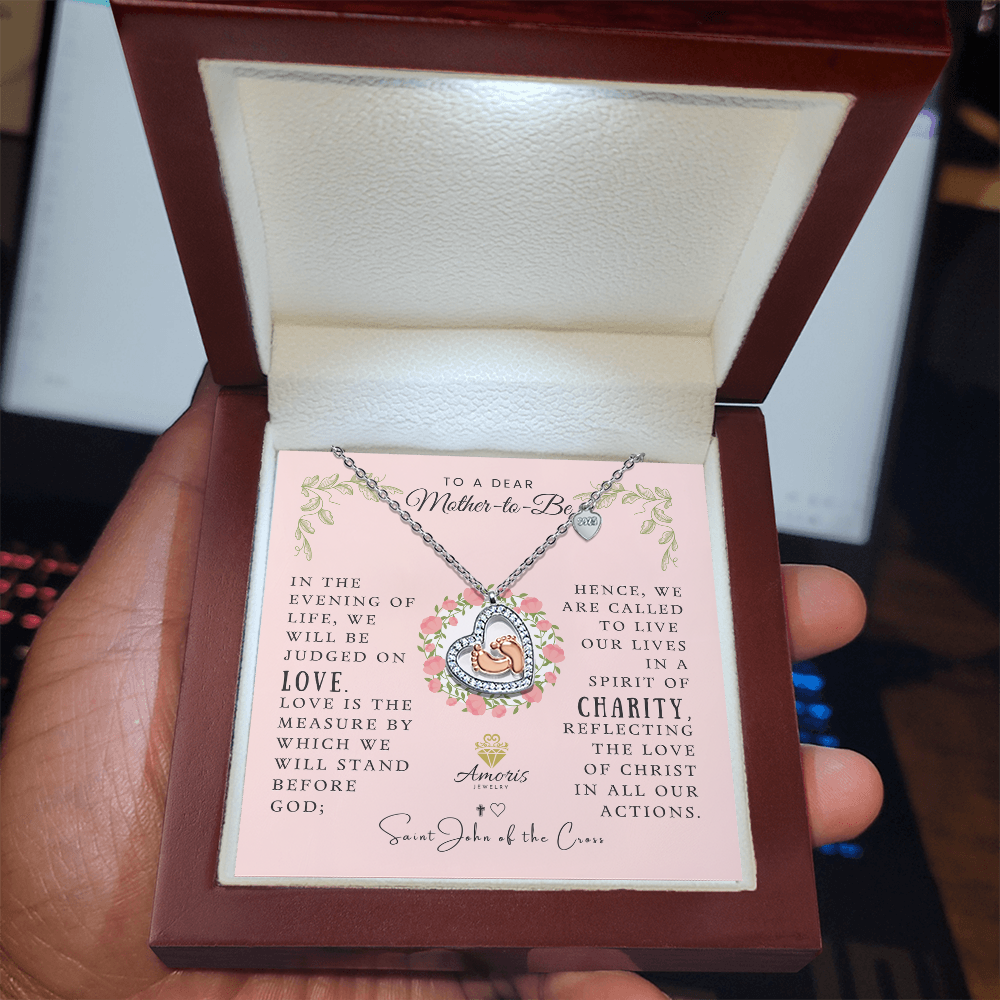 TO A DEAR
Mother-to-Be
IN THE
EVENING OF
LIFE, WE
WILL BE
JUDGED ON
LOVE.
LOVE IS THE
MEASURE BY
WHICH WE
WILL STAND
BEFORE
GOD;
HENCE, WE
ARE CALLED
TO LIVE
OUR LIVES
IN A
SPIRIT OF
CHARITY,
REFLECTING
THE LOVE
OF CHRIST
IN ALL OUR
ACTIONS.
Amoris
JEWELRY
Saint John of the Cross